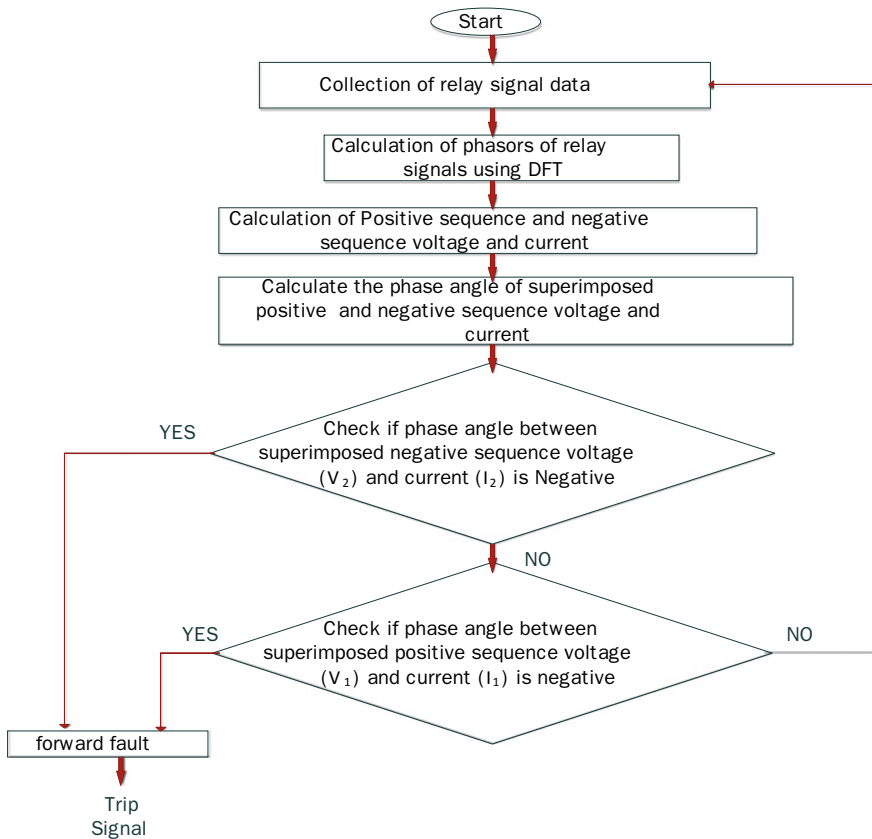 Start
Collection of relay signal data
Calculation of phasors of relay
signals using DFT
Calculation of Positive sequence and negative
sequence voltage and current
Calculate the phase angle of superimposed
positive and negative sequence voltage and
current
YES
Check if phase angle between
superimposed negative sequence voltage
(V₂) and current (I₂) is Negative
NO
YES
Check if phase angle between
superimposed positive sequence voltage
(V₁) and current (I₁) is negative
NO
forward fault
Trip
Signal